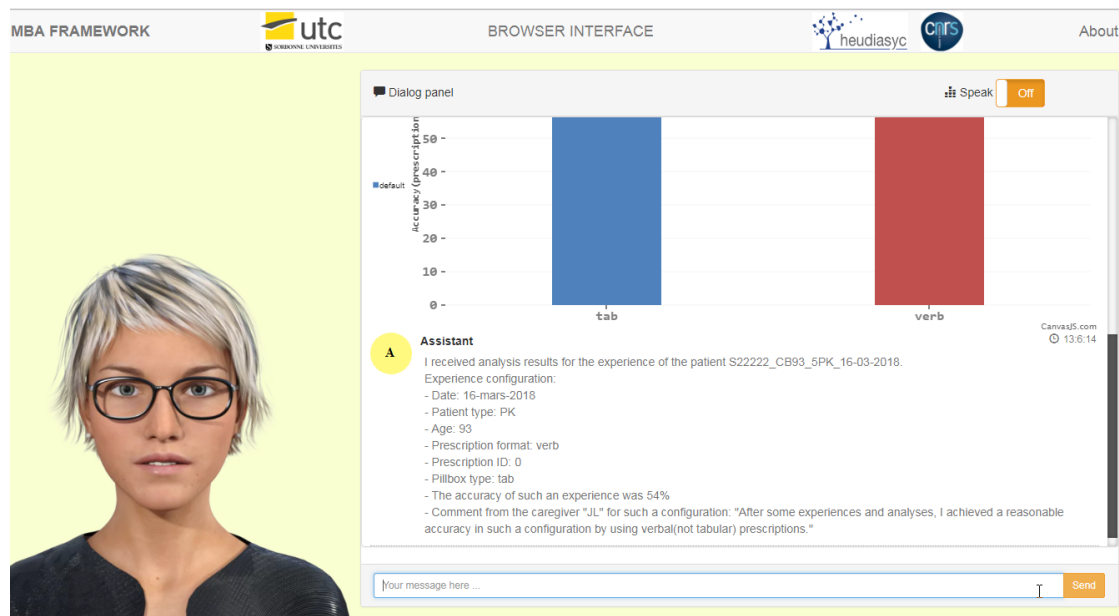 MBA FRAMEWORK
utc
SORBONNE UNIVERSITÉS
BROWSER INTERFACE
heudiasyc
cnrs
About
Dialog panel
Speak
Off
Accuracy(prescription
50
40
30
20
10
0
default
tab
verb
CanvasJS.com
13:6:14
A
Assistant
I received analysis results for the experience of the patient S22222_CB93_5PK_16-03-2018.
Experience configuration:
- Date: 16-mars-2018
- Patient type: PK
- Age: 93
- Prescription format: verb
- Prescription ID: 0
- Pillbox type: tab
- The accuracy of such an experience was 54%
- Comment from the caregiver "JL" for such a configuration: "After some experiences and analyses, I achieved a reasonable
accuracy in such a configuration by using verbal(not tabular) prescriptions."
Your message here ...
Send